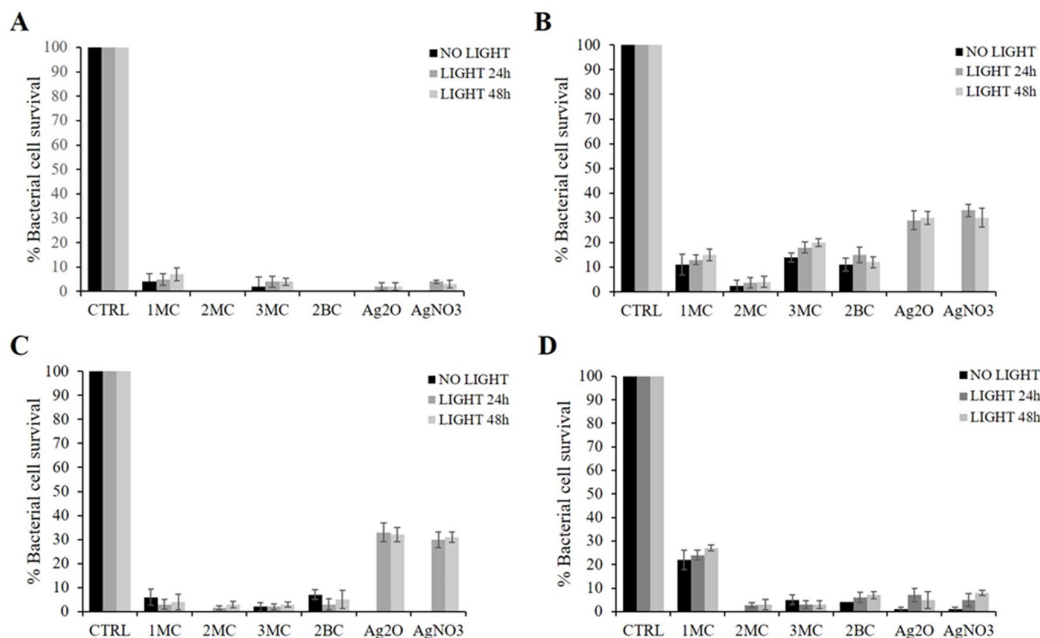 A
% Bacterial cell survival
100
90
80
70
60
50
40
30
20
10
0
NO LIGHT
LIGHT 24h
LIGHT 48h
CTRL 1MC 2MC 3MC 2BC Ag2O AgNO3
B
% Bacterial cell survival
100
90
80
70
60
50
40
30
20
10
0
NO LIGHT
LIGHT 24h
LIGHT 48h
CTRL 1MC 2MC 3MC 2BC Ag2O AgNO3
C
% Bacterial cell survival
100
90
80
70
60
50
40
30
20
10
0
NO LIGHT
LIGHT 24h
LIGHT 48h
CTRL 1MC 2MC 3MC 2BC Ag2O AgNO3
D
% Bacterial cell survival
100
90
80
70
60
50
40
30
20
10
0
NO LIGHT
LIGHT 24h
LIGHT 48h
CTRL 1MC 2MC 3MC 2BC Ag2O AgNO3